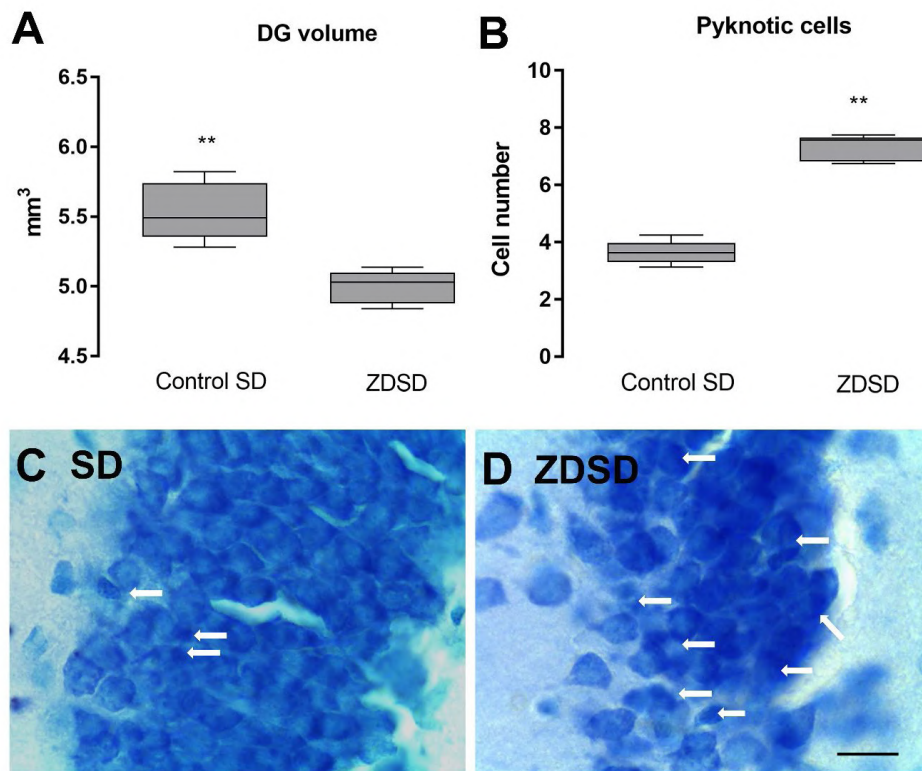 A
DG volume
6.5
6.0
5.5
5.0
4.5
mm3
**
Control SD
ZDSD
B
Pyknotic cells
10
8
6
4
2
0
Cell number
**
Control SD
ZDSD
C SD
D ZDSD